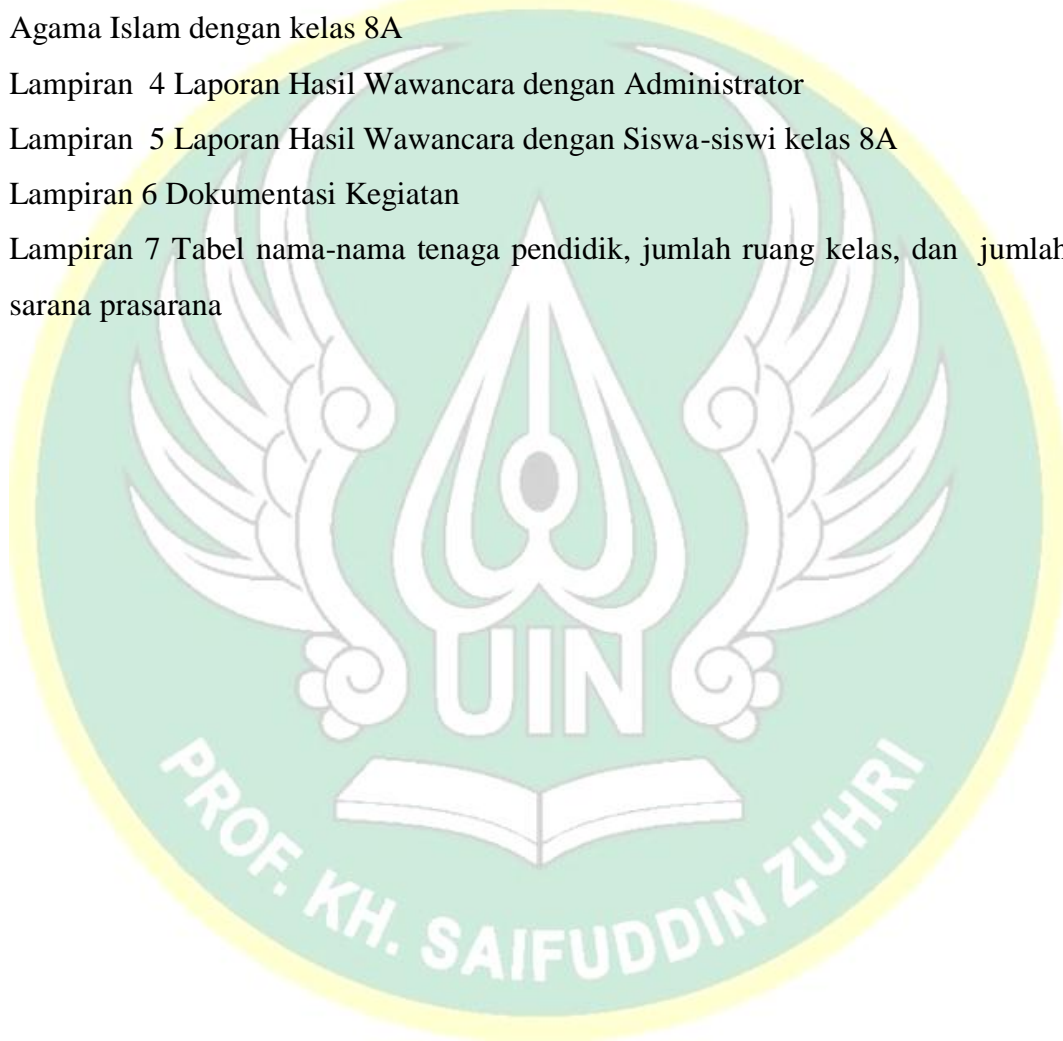 Agama Islam dengan kelas 8A
Lampiran  4 Laporan Hasil Wawancara dengan Administrator
Lampiran  5 Laporan Hasil Wawancara dengan Siswa-siswi kelas 8A
Lampiran 6 Dokumentasi Kegiatan
Lampiran 7 Tabel nama-nama tenaga pendidik, jumlah ruang kelas, dan  jumlah
sarana prasarana
UIN
PROF. KH. SAIFUDDIN ZUHRI